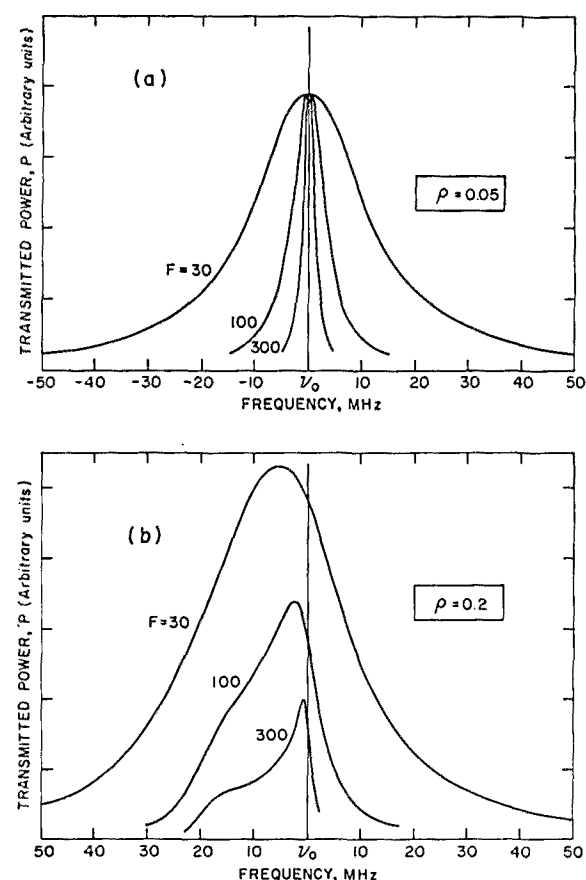 (a)
TRANSMITTED POWER, P (Arbitrary units)
ρ = 0.05
F = 30
100
300
-50 -40 -30 -20 -10 ν₀ 10 20 30 40 50
FREQUENCY, MHz
(b)
TRANSMITTED POWER, P (Arbitrary units)
ρ = 0.2
F=30
100
300
50 40 30 20 10 ν₀ 10 20 30 40 50
FREQUENCY, MHz